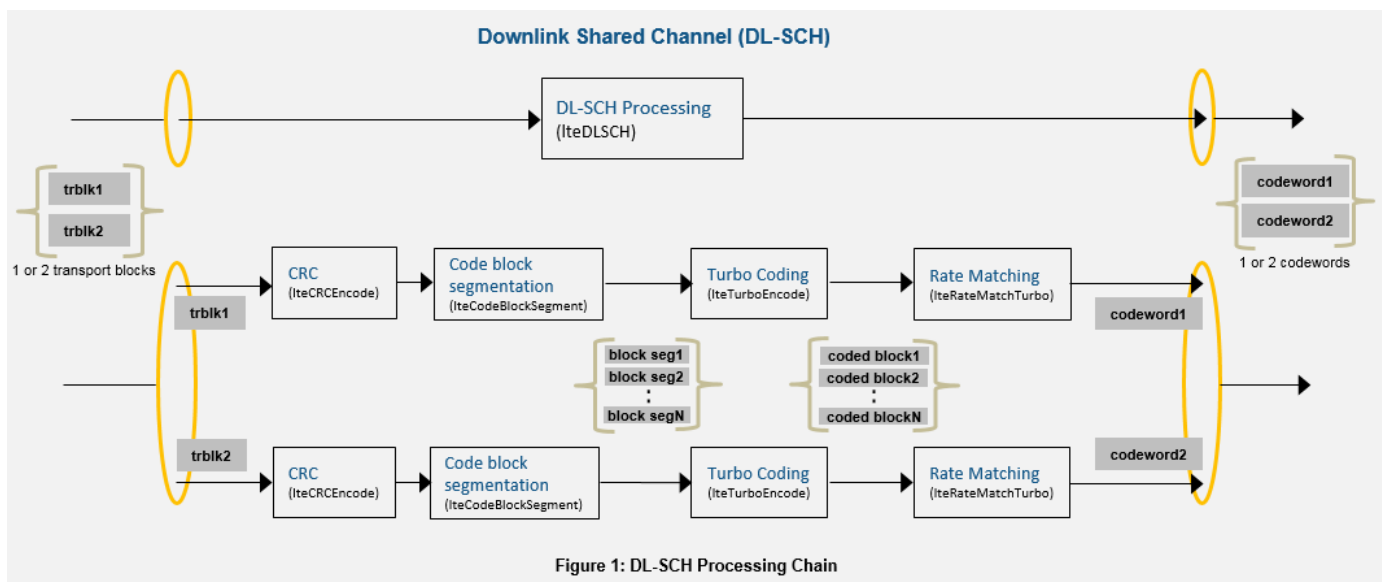 Downlink Shared Channel (DL-SCH)
DL-SCH Processing
(lteDLSCH)
trblk1
trblk2
1 or 2 transport blocks
codeword1
codeword2
1 or 2 codewords
CRC
(lteCRCEncode)
Code block
segmentation
(lteCodeBlockSegment)
Turbo Coding
(lteTurboEncode)
Rate Matching
(lteRateMatchTurbo)
trblk1
codeword1
block seg1
block seg2
⋮
block segN
coded block1
coded block2
⋮
coded blockN
trblk2
codeword2
CRC
(lteCRCEncode)
Code block
segmentation
(lteCodeBlockSegment)
Turbo Coding
(lteTurboEncode)
Rate Matching
(lteRateMatchTurbo)
Figure 1: DL-SCH Processing Chain